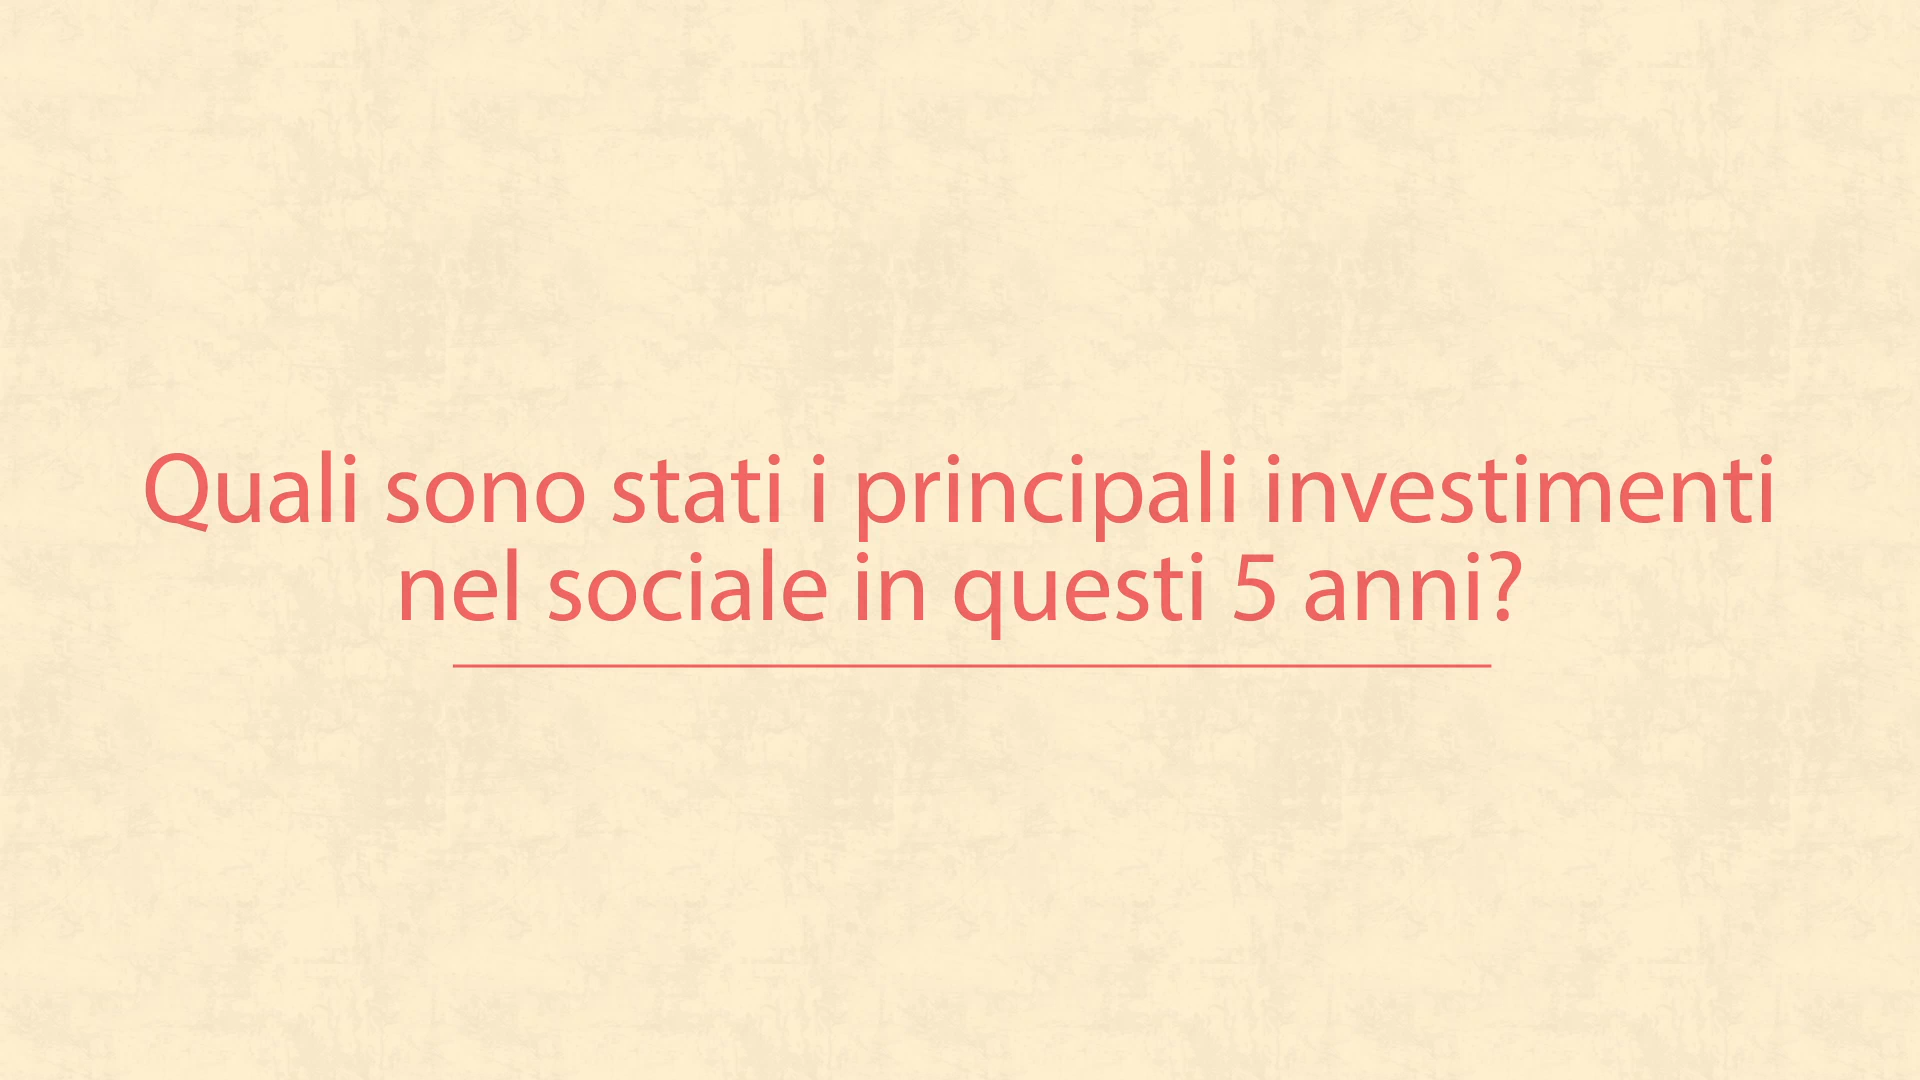 Quali sono stati i principali investimenti
nel sociale in questi 5 anni?